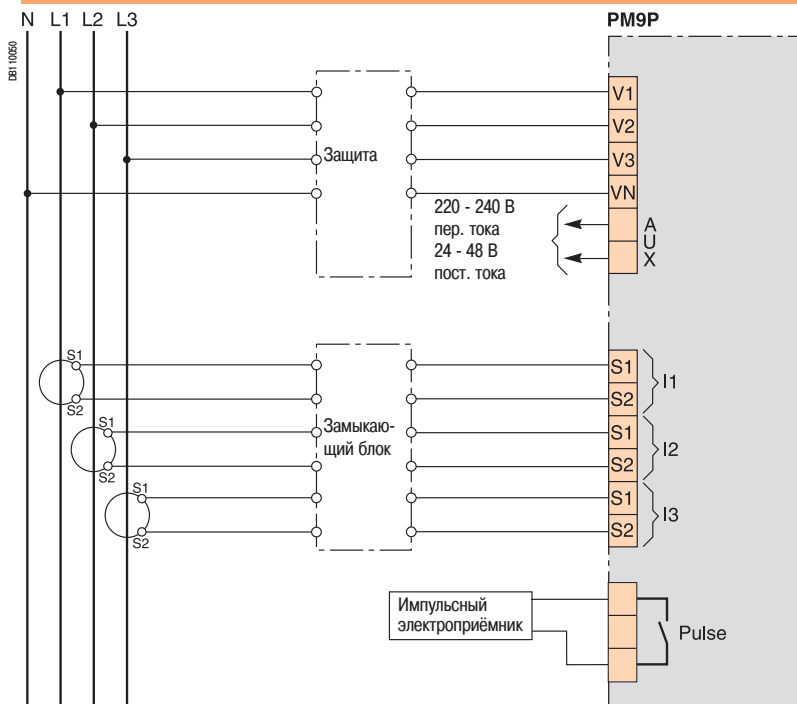 N L1 L2 L3
PM9P
DB110050
V1
V2
Защита
V3
VN
220 - 240 В
пер. тока
24 - 48 В
пост. тока
AUX
S1
S2
S1
S2
S1
S2
Замыкаю-
щий блок
S1
S2
I1
S1
S2
I2
S1
S2
I3
Импульсный
электроприёмник
Pulse